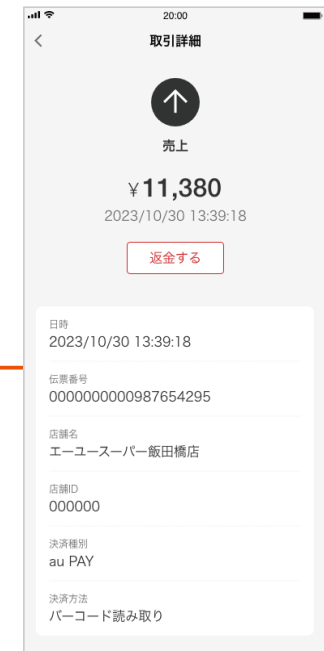 20:00
取引詳細
売上
¥11,380
2023/10/30 13:39:18
返金する
日時
2023/10/30 13:39:18
伝票番号
0000000000987654295
店舗名
エーユースーパー飯田橋店
店舗ID
000000
決済種別
au PAY
決済方法
バーコード読み取り